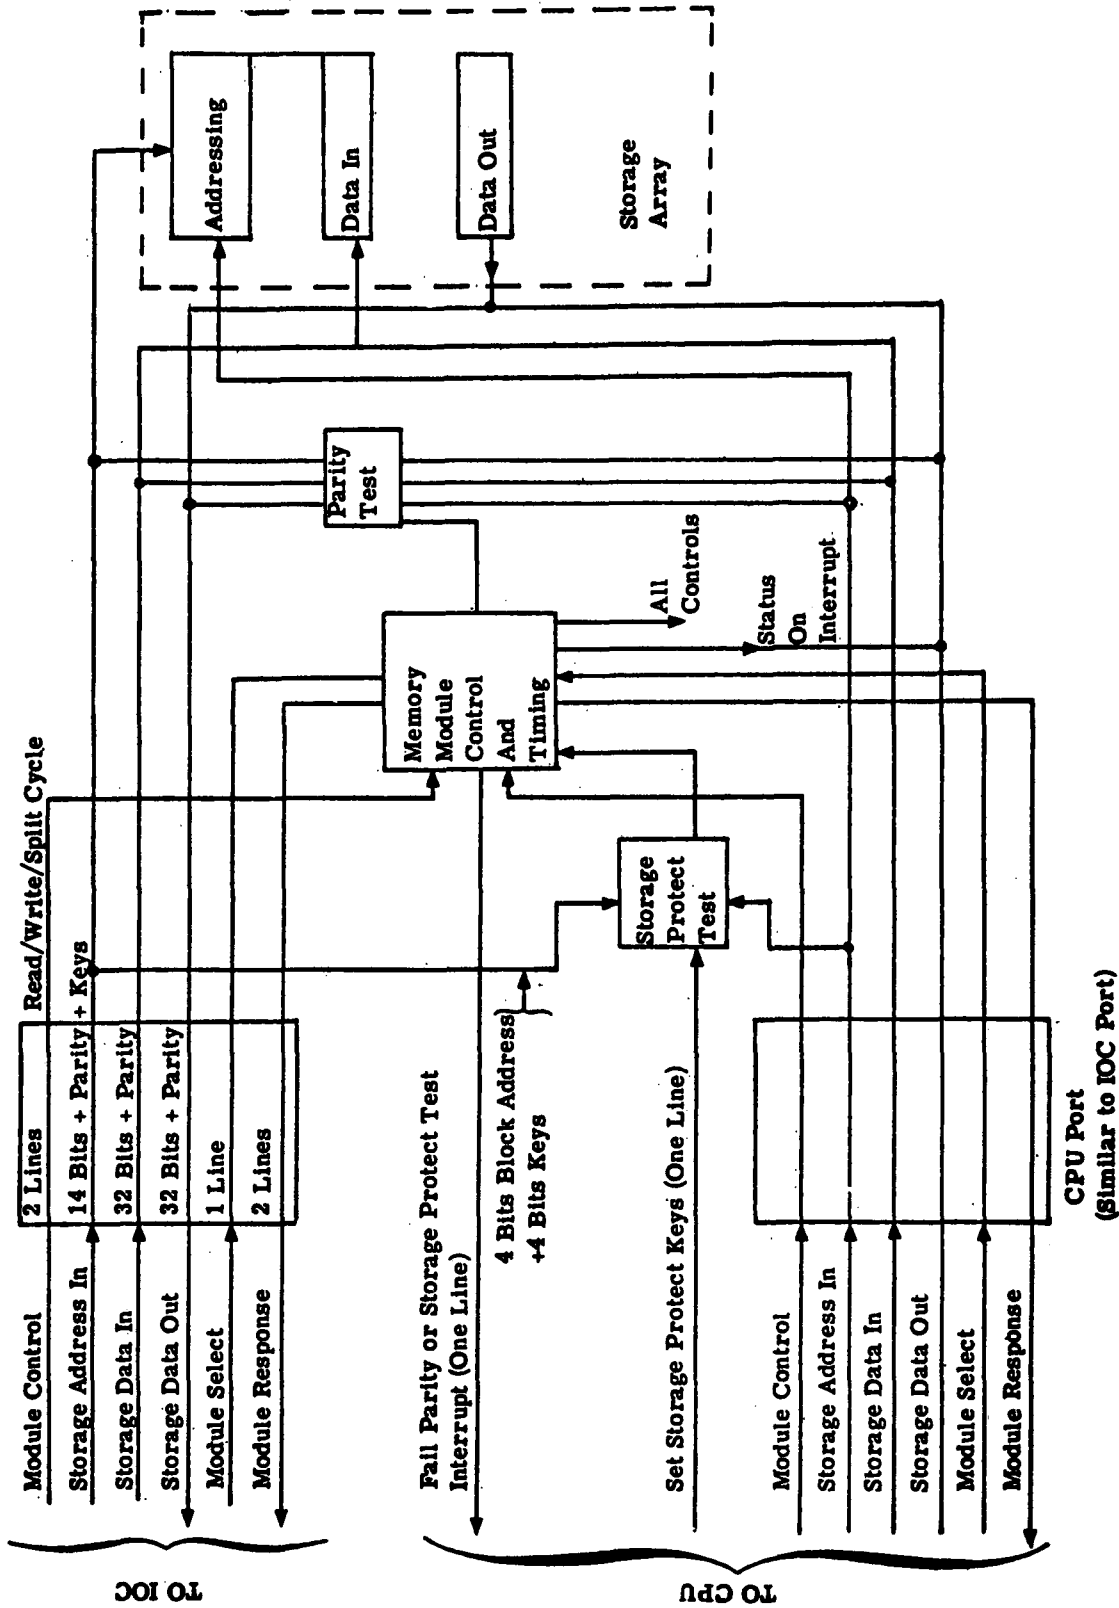 TO IOC
Module Control
Storage Address In
Storage Data In
Storage Data Out
Module Select
Module Response
2 Lines
14 Bits + Parity + Keys
32 Bits + Parity
32 Bits + Parity
1 Line
2 Lines
Read/Write/Split Cycle
TO CPU
Fail Parity or Storage Protect Test
Interrupt (One Line)
4 Bits Block Address
+4 Bits Keys
Set Storage Protect Keys (One Line)
Module Control
Storage Address In
Storage Data In
Storage Data Out
Module Select
Module Response
CPU Port
(Similar to IOC Port)
Storage
Protect
Test
Memory
Module
Control
And
Timing
All
Controls
Status
On
Interrupt
Parity
Test
Addressing
Data In
Data Out
Storage
Array